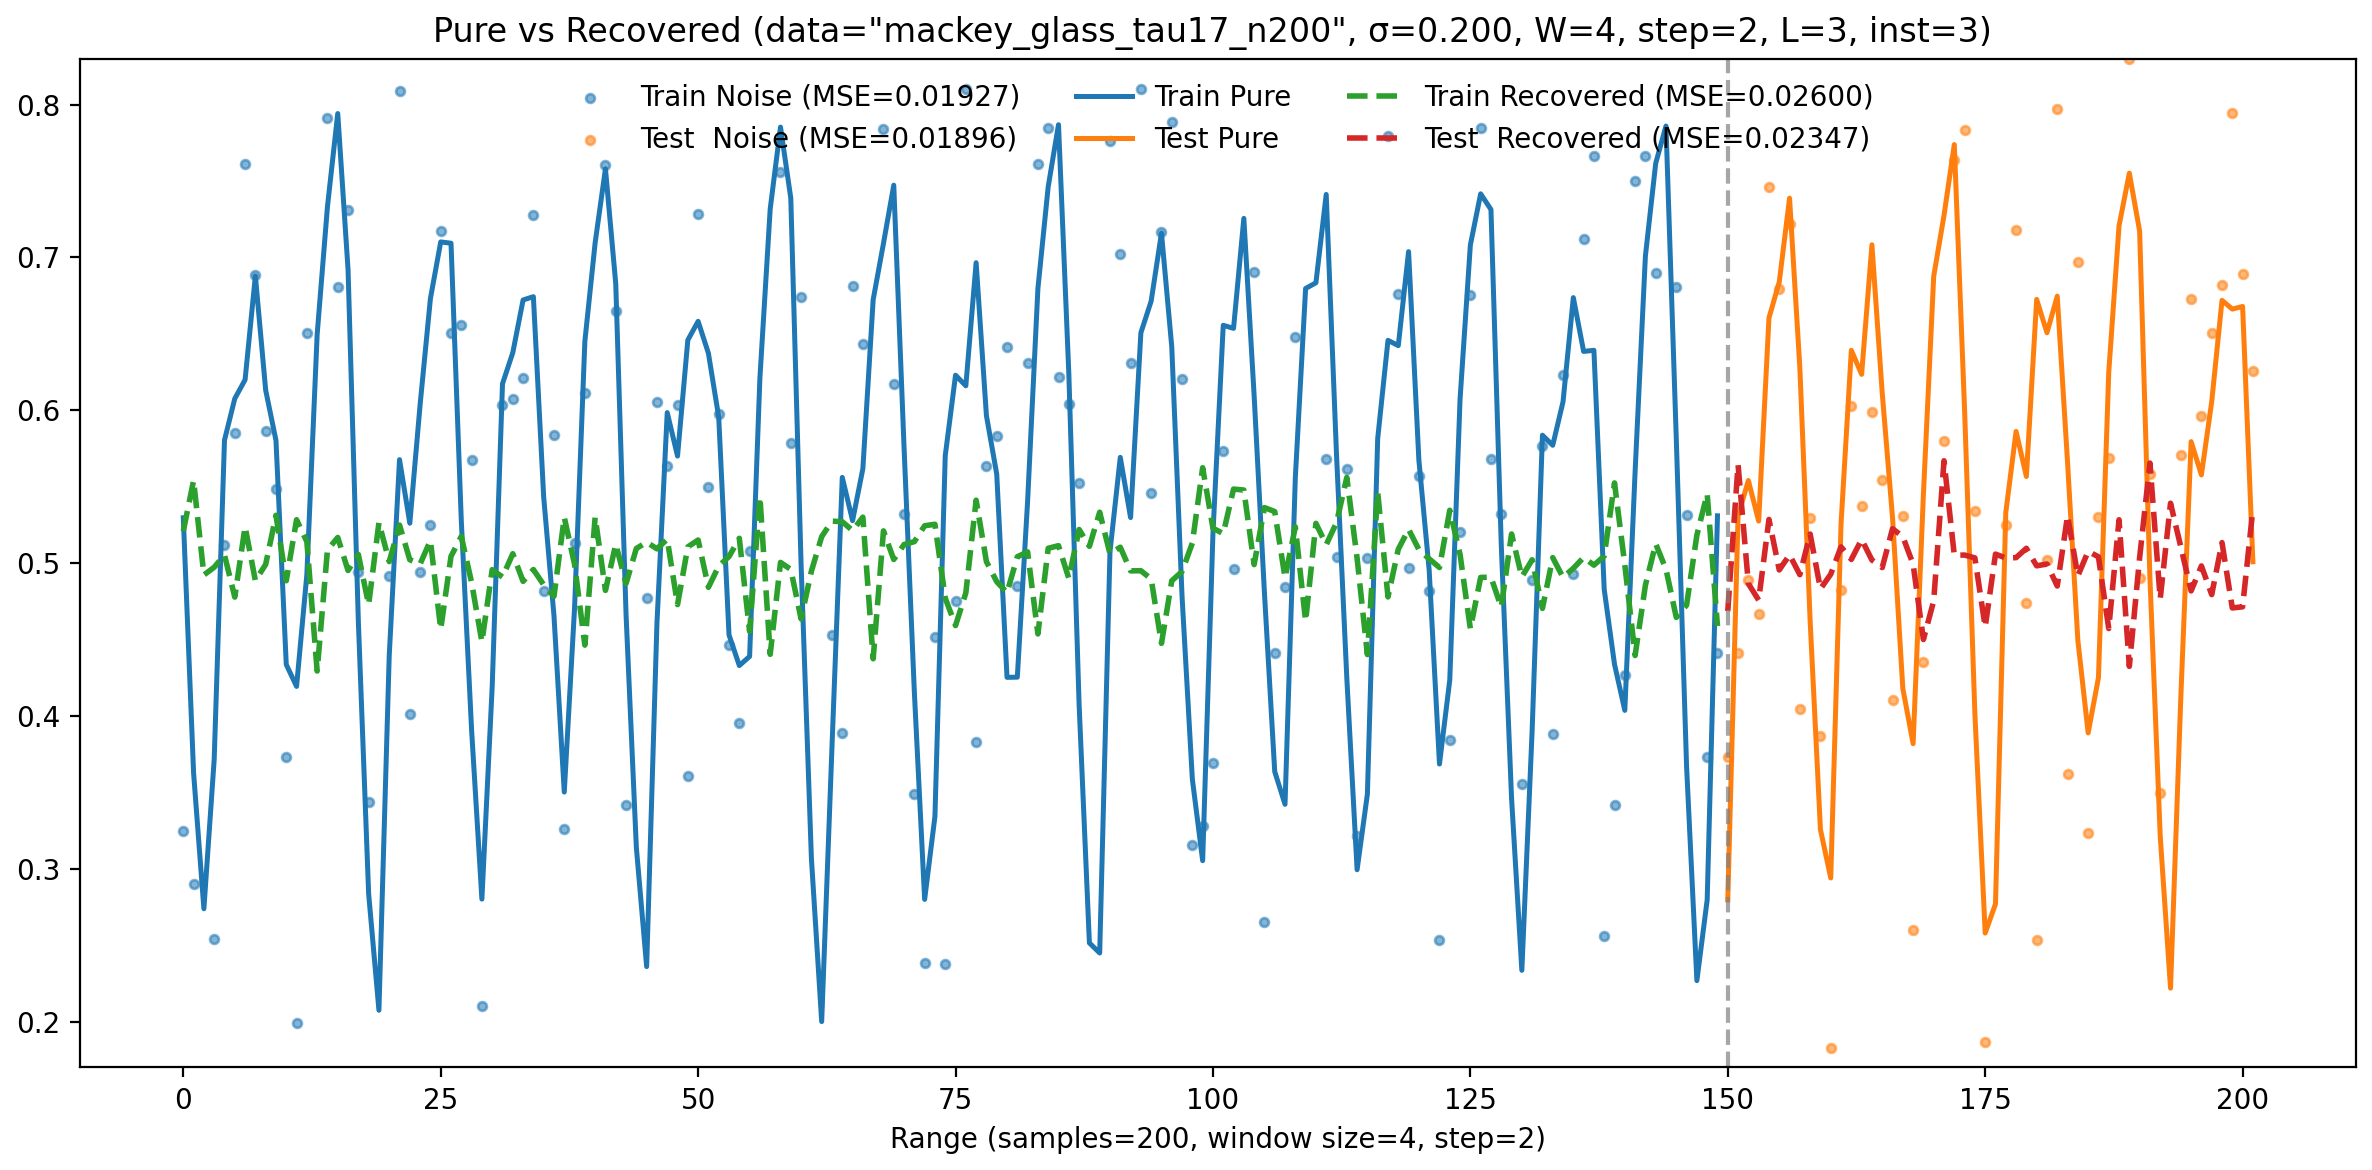 Pure vs Recovered (data="mackey_glass_tau17_n200", σ=0.200, W=4, step=2, L=3, inst=3)
Train Noise (MSE=0.01927)
Test  Noise (MSE=0.01896)
Train Pure
Test Pure
Train Recovered (MSE=0.02600)
Test  Recovered (MSE=0.02347)
0.8
0.7
0.6
0.5
0.4
0.3
0.2
0 25 50 75 100 125 150 175 200
Range (samples=200, window size=4, step=2)